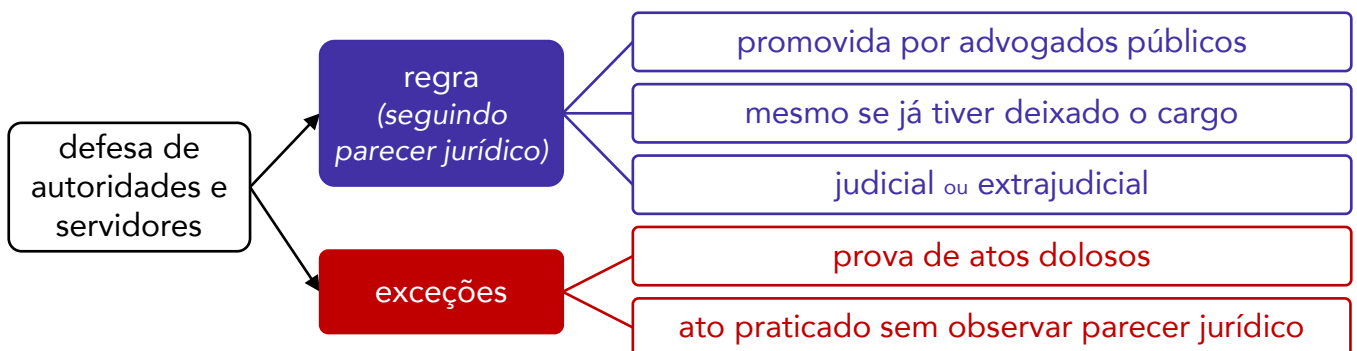 defesa de
autoridades e
servidores
regra
(seguindo
parecer jurídico)
promovida por advogados públicos
mesmo se já tiver deixado o cargo
judicial ou extrajudicial
exceções
prova de atos dolosos
ato praticado sem observar parecer jurídico